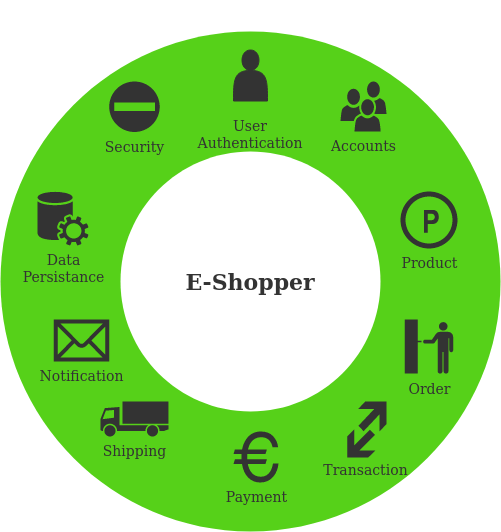 User
Authentication
Accounts
Product
P
Order
Transaction
Payment
Shipping
Notification
Data
Persistance
Security
E-Shopper
€